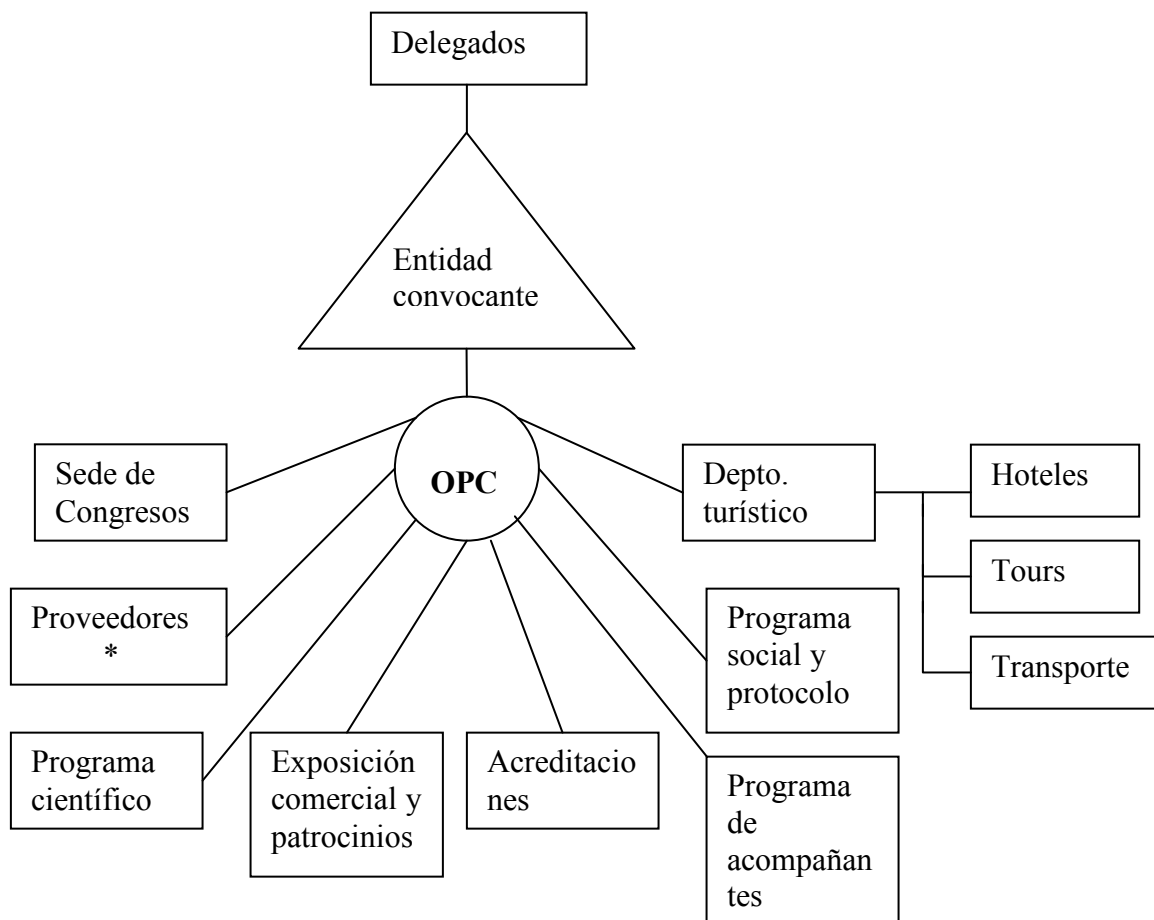 Delegados
Entidad
convocante
OPC
Sede de
Congresos
Depto.
turístico
Hoteles
Tours
Transporte
Proveedores
*
Programa
social y
protocolo
Programa
científico
Exposición
comercial y
patrocinios
Acreditacio
nes
Programa
de
acompañan
tes